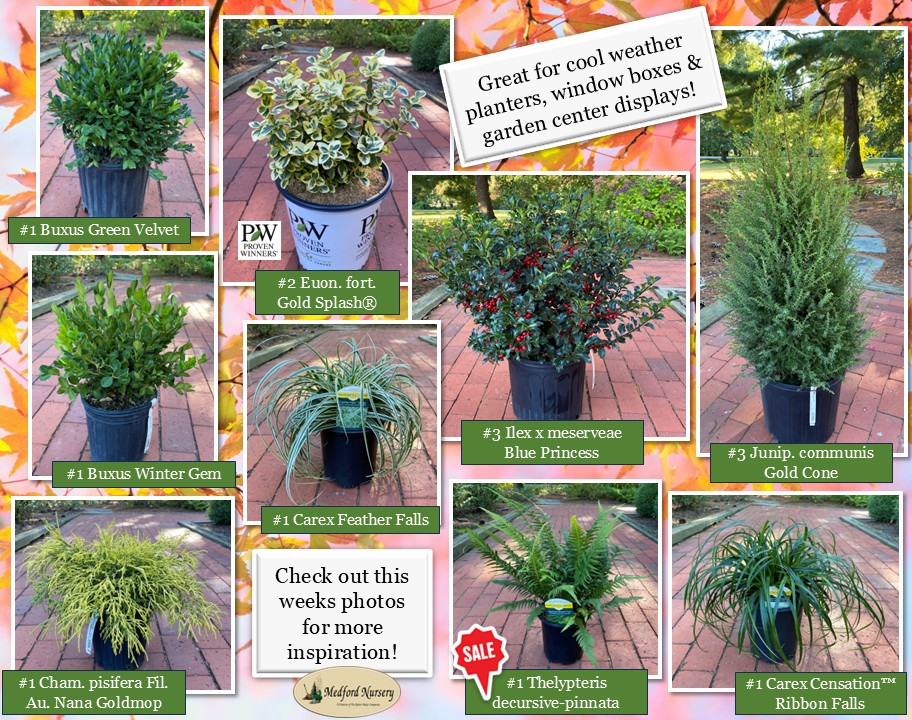 Great for cool weather
planters, window boxes &
garden center displays!
#1 Buxus Green Velvet
PW
PROVEN
WINNERS®
PW
PROVEN
WINNERS
#2 Euon. fort.
Gold Splash®
#1 Buxus Winter Gem
#3 Ilex x meserveae
Blue Princess
#3 Junip. communis
Gold Cone
#1 Carex Feather Falls
Check out this
weeks photos
for more
inspiration!
Medford Nursery
#1 Cham. pisifera Fil.
Au. Nana Goldmop
SALE
#1 Thelypteris
decursive-pinnata
#1 Carex Censation™
Ribbon Falls